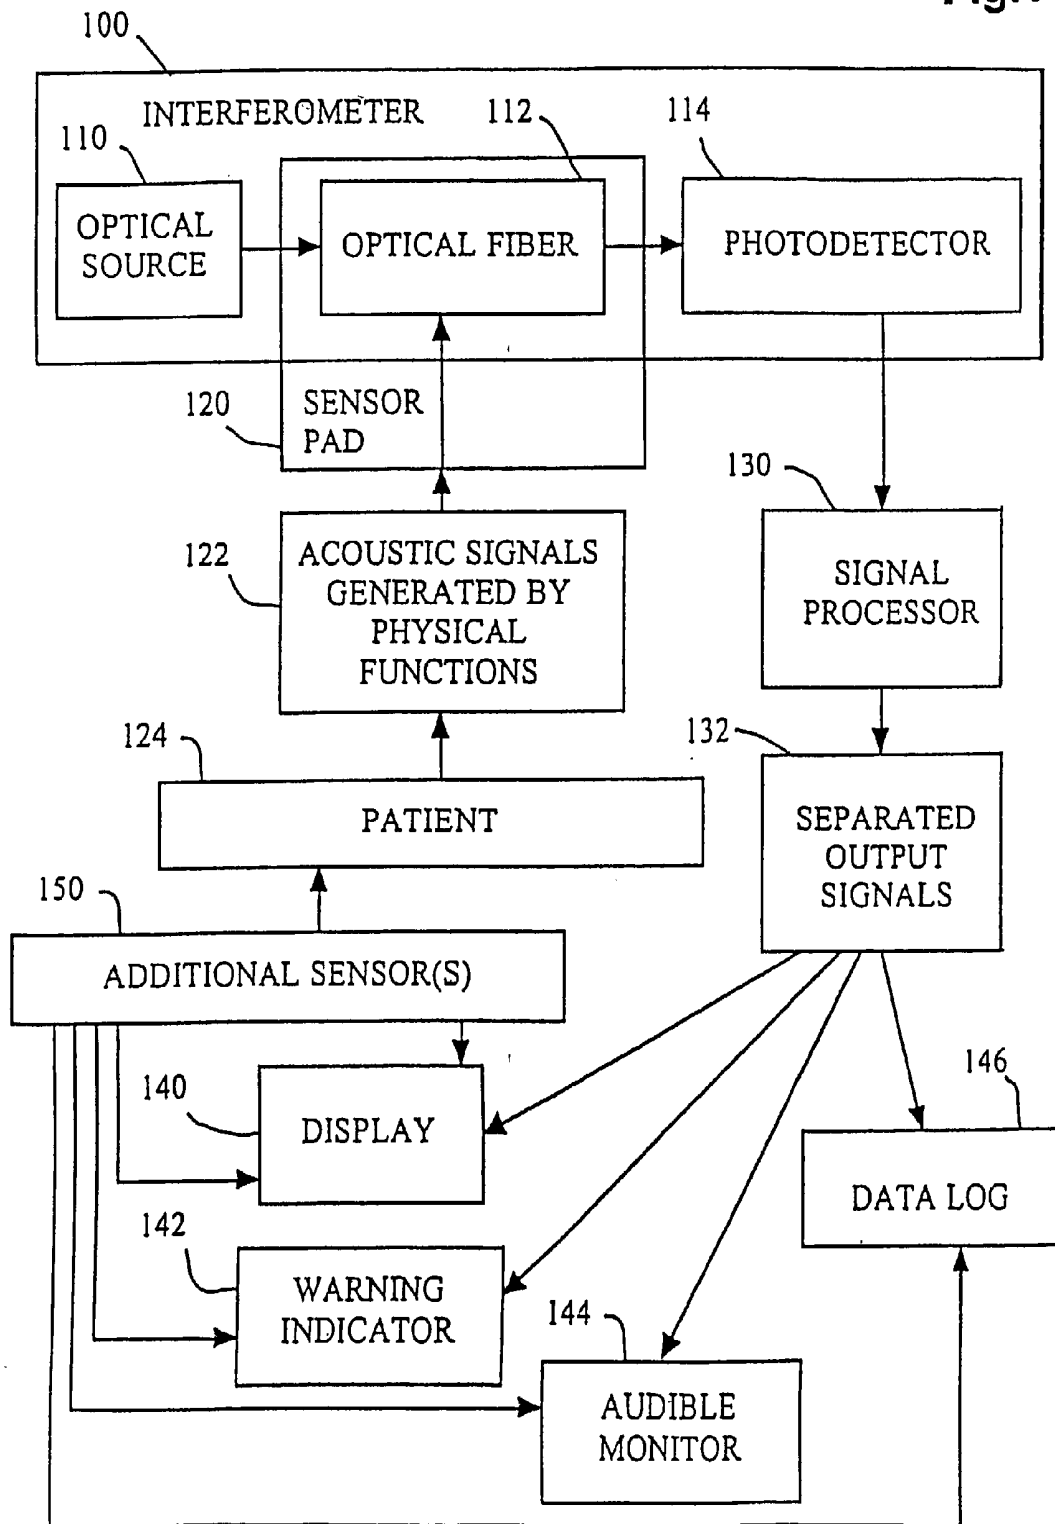 100
INTERFEROMETER
112
114
110
OPTICAL
SOURCE
OPTICAL FIBER
PHOTODETECTOR
120
SENSOR
PAD
130
122
ACOUSTIC SIGNALS
GENERATED BY
PHYSICAL
FUNCTIONS
SIGNAL
PROCESSOR
124
132
PATIENT
SEPARATED
OUTPUT
SIGNALS
150
ADDITIONAL SENSOR(S)
146
140
DISPLAY
DATA LOG
142
WARNING
INDICATOR
144
AUDIBLE
MONITOR